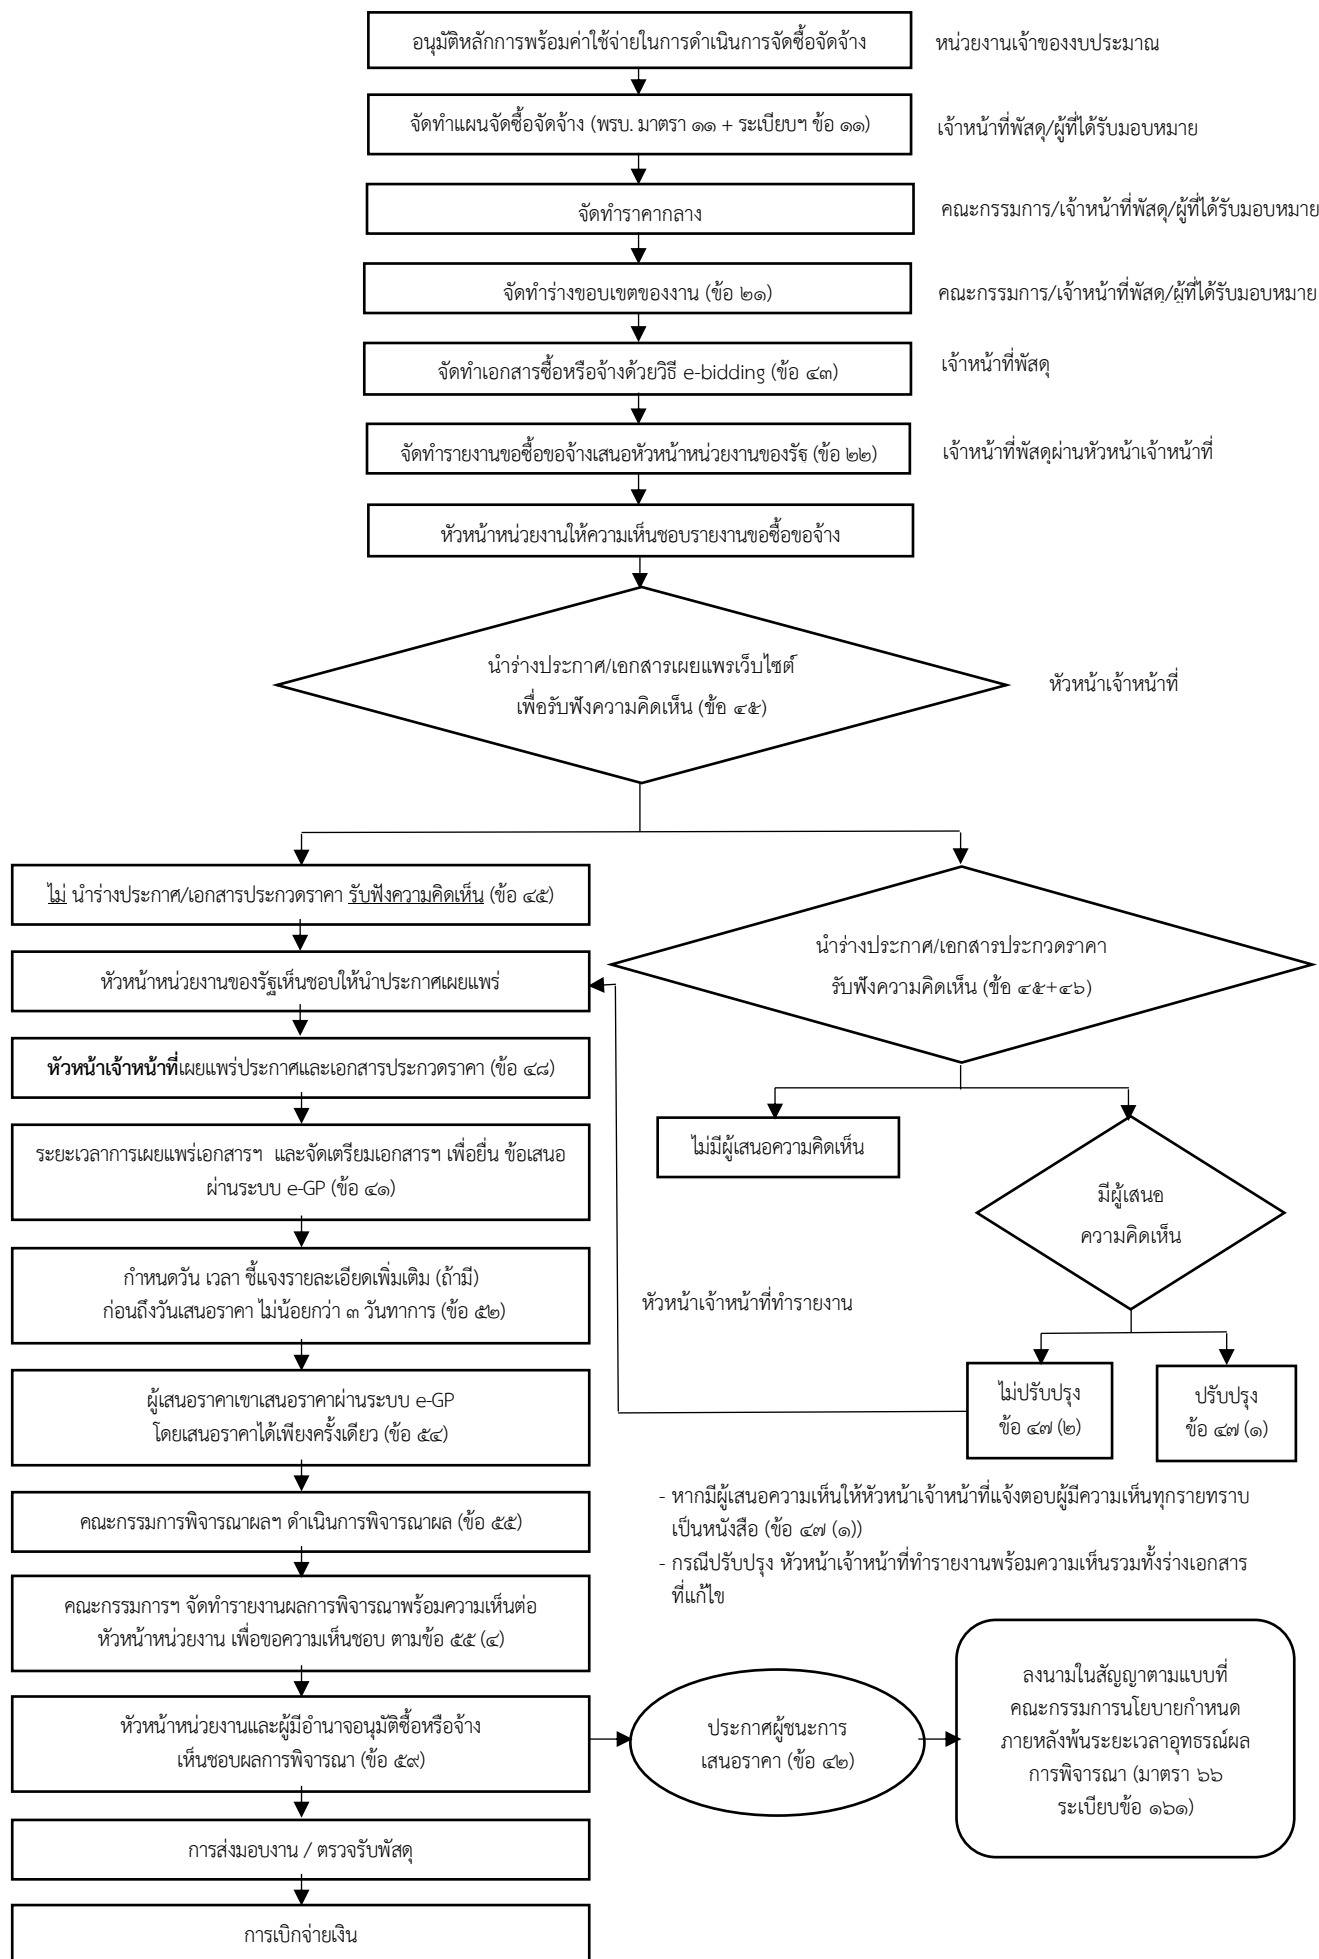 อนุมัติหลักการพร้อมค่าใช้จ่ายในการดำเนินการจัดซื้อจัดจ้าง
หน่วยงานเจ้าของงบประมาณ
จัดทำแผนจัดซื้อจัดจ้าง (พรบ. มาตรา ๑๑ + ระเบียบฯ ข้อ ๑๑)
เจ้าหน้าที่พัสดุ/ผู้ที่ได้รับมอบหมาย
จัดทำราคากลาง
คณะกรรมการ/เจ้าหน้าที่พัสดุ/ผู้ที่ได้รับมอบหมาย
จัดทำร่างขอบเขตของงาน (ข้อ ๒๑)
คณะกรรมการ/เจ้าหน้าที่พัสดุ/ผู้ที่ได้รับมอบหมาย
จัดทำเอกสารซื้อหรือจ้างด้วยวิธี e-bidding (ข้อ ๔๓)
เจ้าหน้าที่พัสดุ
จัดทำรายงานขอซื้อขอจ้างเสนอหัวหน้าหน่วยงานของรัฐ (ข้อ ๒๒)
เจ้าหน้าที่พัสดุผ่านหัวหน้าเจ้าหน้าที่
หัวหน้าหน่วยงานให้ความเห็นชอบรายงานขอซื้อขอจ้าง
นำร่างประกาศ/เอกสารเผยแพรเว็บไซต์
เพื่อรับฟังความคิดเห็น (ข้อ ๔๕)
หัวหน้าเจ้าหน้าที่
ไม่ นำร่างประกาศ/เอกสารประกวดราคา รับฟังความคิดเห็น (ข้อ ๔๕)
หัวหน้าหน่วยงานของรัฐเห็นชอบให้นำประกาศเผยแพร่
หัวหน้าเจ้าหน้าที่เผยแพร่ประกาศและเอกสารประกวดราคา (ข้อ ๔๘)
ระยะเวลาการเผยแพร่เอกสารฯ และจัดเตรียมเอกสารฯ เพื่อยื่น ข้อเสนอ
ผ่านระบบ e-GP (ข้อ ๔๑)
กำหนดวัน เวลา ชี้แจงรายละเอียดเพิ่มเติม (ถ้ามี)
ก่อนถึงวันเสนอราคา ไม่น้อยกว่า ๓ วันทาการ (ข้อ ๕๒)
ผู้เสนอราคาเขาเสนอราคาผ่านระบบ e-GP
โดยเสนอราคาได้เพียงครั้งเดียว (ข้อ ๕๔)
คณะกรรมการพิจารณาผลฯ ดำเนินการพิจารณาผล (ข้อ ๕๕)
คณะกรรมการฯ จัดทำรายงานผลการพิจารณาพร้อมความเห็นต่อ
หัวหน้าหน่วยงาน เพื่อขอความเห็นชอบ ตามข้อ ๕๕ (๔)
หัวหน้าหน่วยงานและผู้มีอำนาจอนุมัติซื้อหรือจ้าง
เห็นชอบผลการพิจารณา (ข้อ ๕๙)
การส่งมอบงาน / ตรวจรับพัสดุ
การเบิกจ่ายเงิน
นำร่างประกาศ/เอกสารประกวดราคา
รับฟังความคิดเห็น (ข้อ ๔๕+๔๖)
ไม่มีผู้เสนอความคิดเห็น
มีผู้เสนอ
ความคิดเห็น
หัวหน้าเจ้าหน้าที่ทำรายงาน
ไม่ปรับปรุง
ข้อ ๔๗ (๒)
ปรับปรุง
ข้อ ๔๗ (๑)
- หากมีผู้เสนอความเห็นให้หัวหน้าเจ้าหน้าที่แจ้งตอบผู้มีความเห็นทุกรายทราบ
เป็นหนังสือ (ข้อ ๔๗ (๑))
- กรณีปรับปรุง หัวหน้าเจ้าหน้าที่ทำรายงานพร้อมความเห็นรวมทั้งร่างเอกสาร
ที่แก้ไข
ประกาศผู้ชนะการ
เสนอราคา (ข้อ ๔๒)
ลงนามในสัญญาตามแบบที่
คณะกรรมการนโยบายกำหนด
ภายหลังพ้นระยะเวลาอุทธรณ์ผล
การพิจารณา (มาตรา ๖๖
ระเบียบข้อ ๑๖๑)